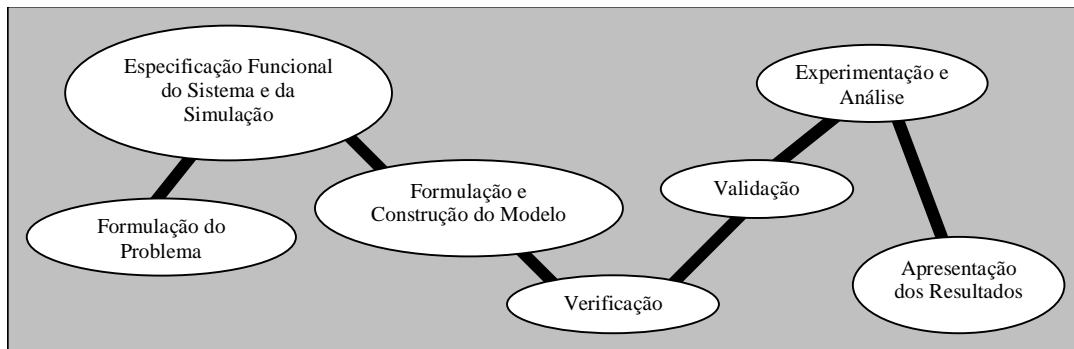 Especificação Funcional
do Sistema e da
Simulação
Formulação do
Problema
Formulação e
Construção do Modelo
Verificação
Validação
Experimentação e
Análise
Apresentação
dos Resultados